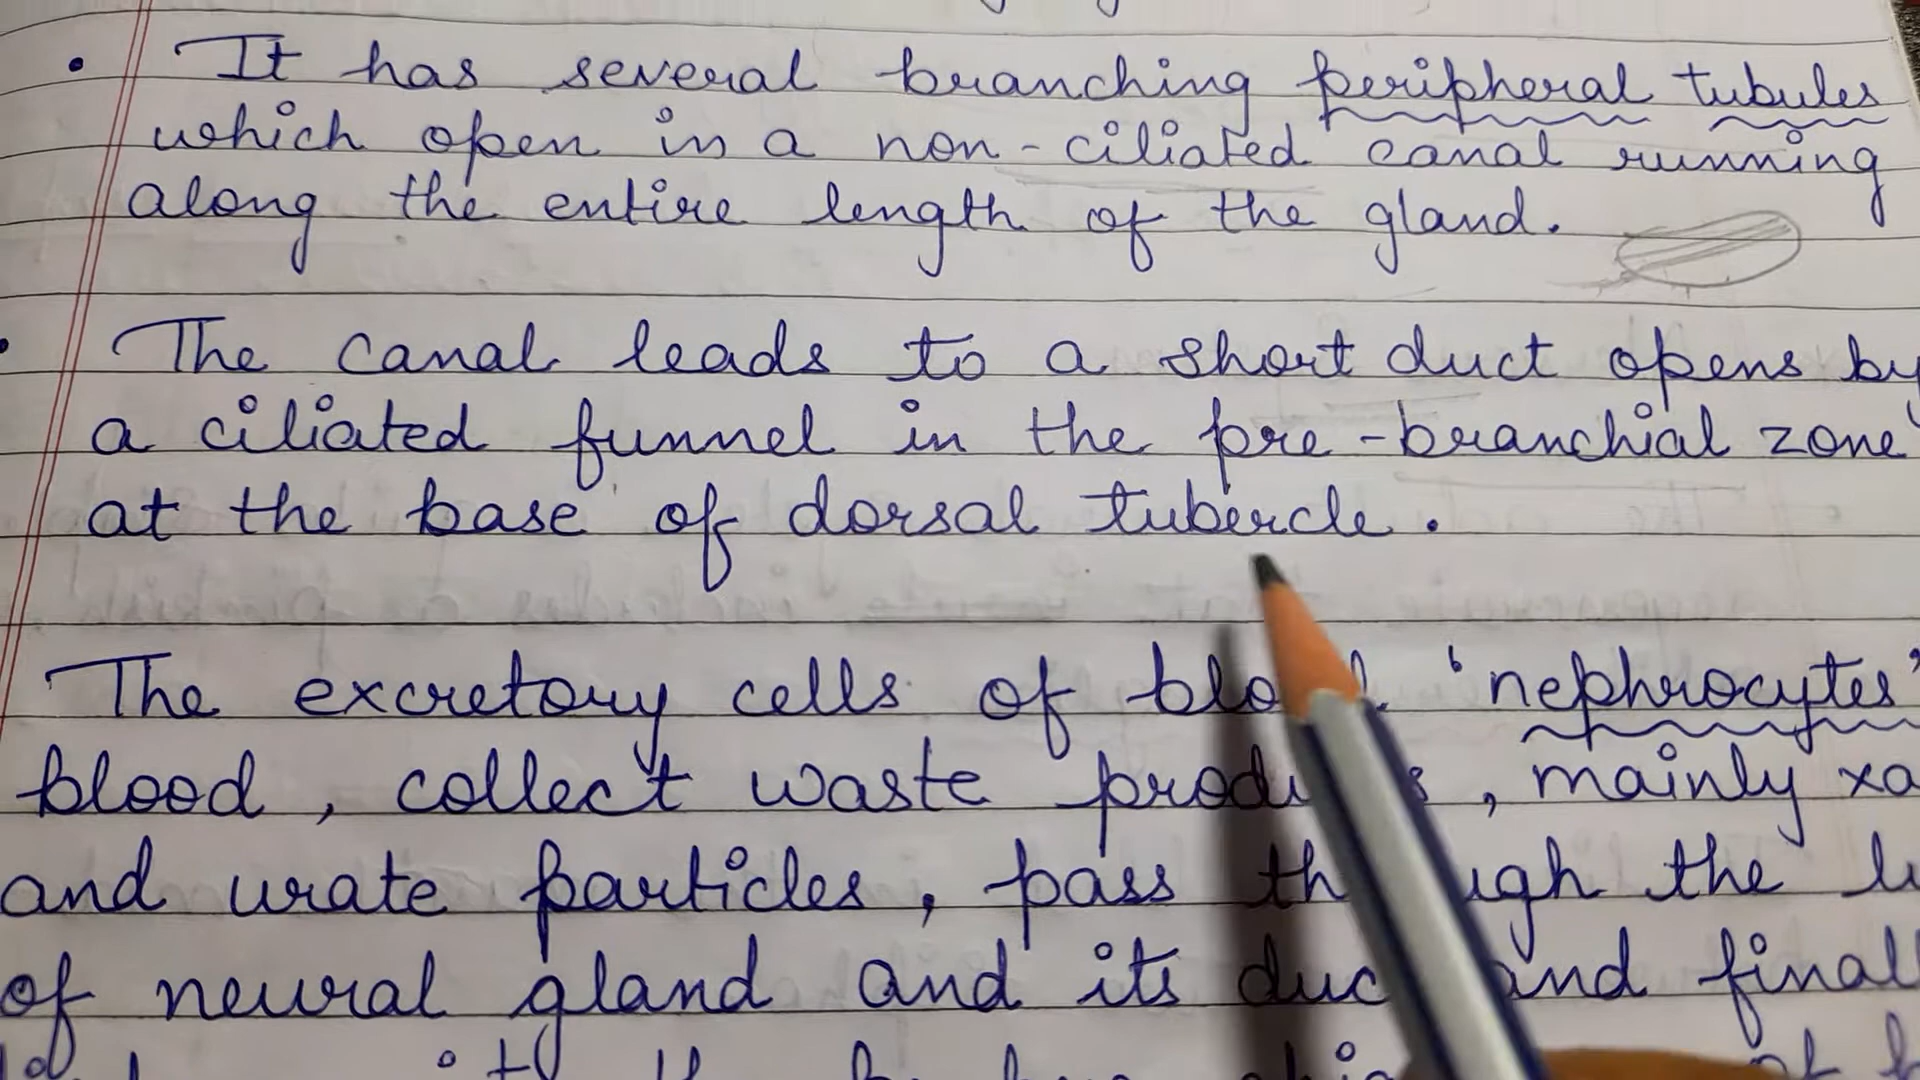 • It has several branching peripheral tubules
which open in a non-ciliated canal running
along the entire length of the gland.
• The canal leads to a short duct opens by
a ciliated funnel in the pre-branchial zone
at the base of dorsal tubercle.
The excretory cells of 'nephrocytes'
blood, collect waste mainly
and urate particles, pass the
of neural gland and its and